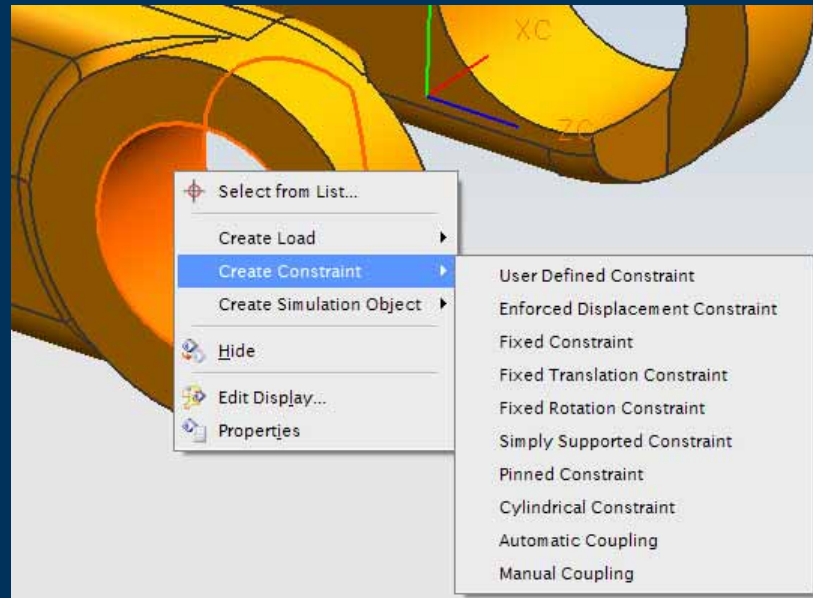 XC
ZC
Select from List...
Create Load
Create Constraint
Create Simulation Object
Hide
Edit Display...
Properties
User Defined Constraint
Enforced Displacement Constraint
Fixed Constraint
Fixed Translation Constraint
Fixed Rotation Constraint
Simply Supported Constraint
Pinned Constraint
Cylindrical Constraint
Automatic Coupling
Manual Coupling